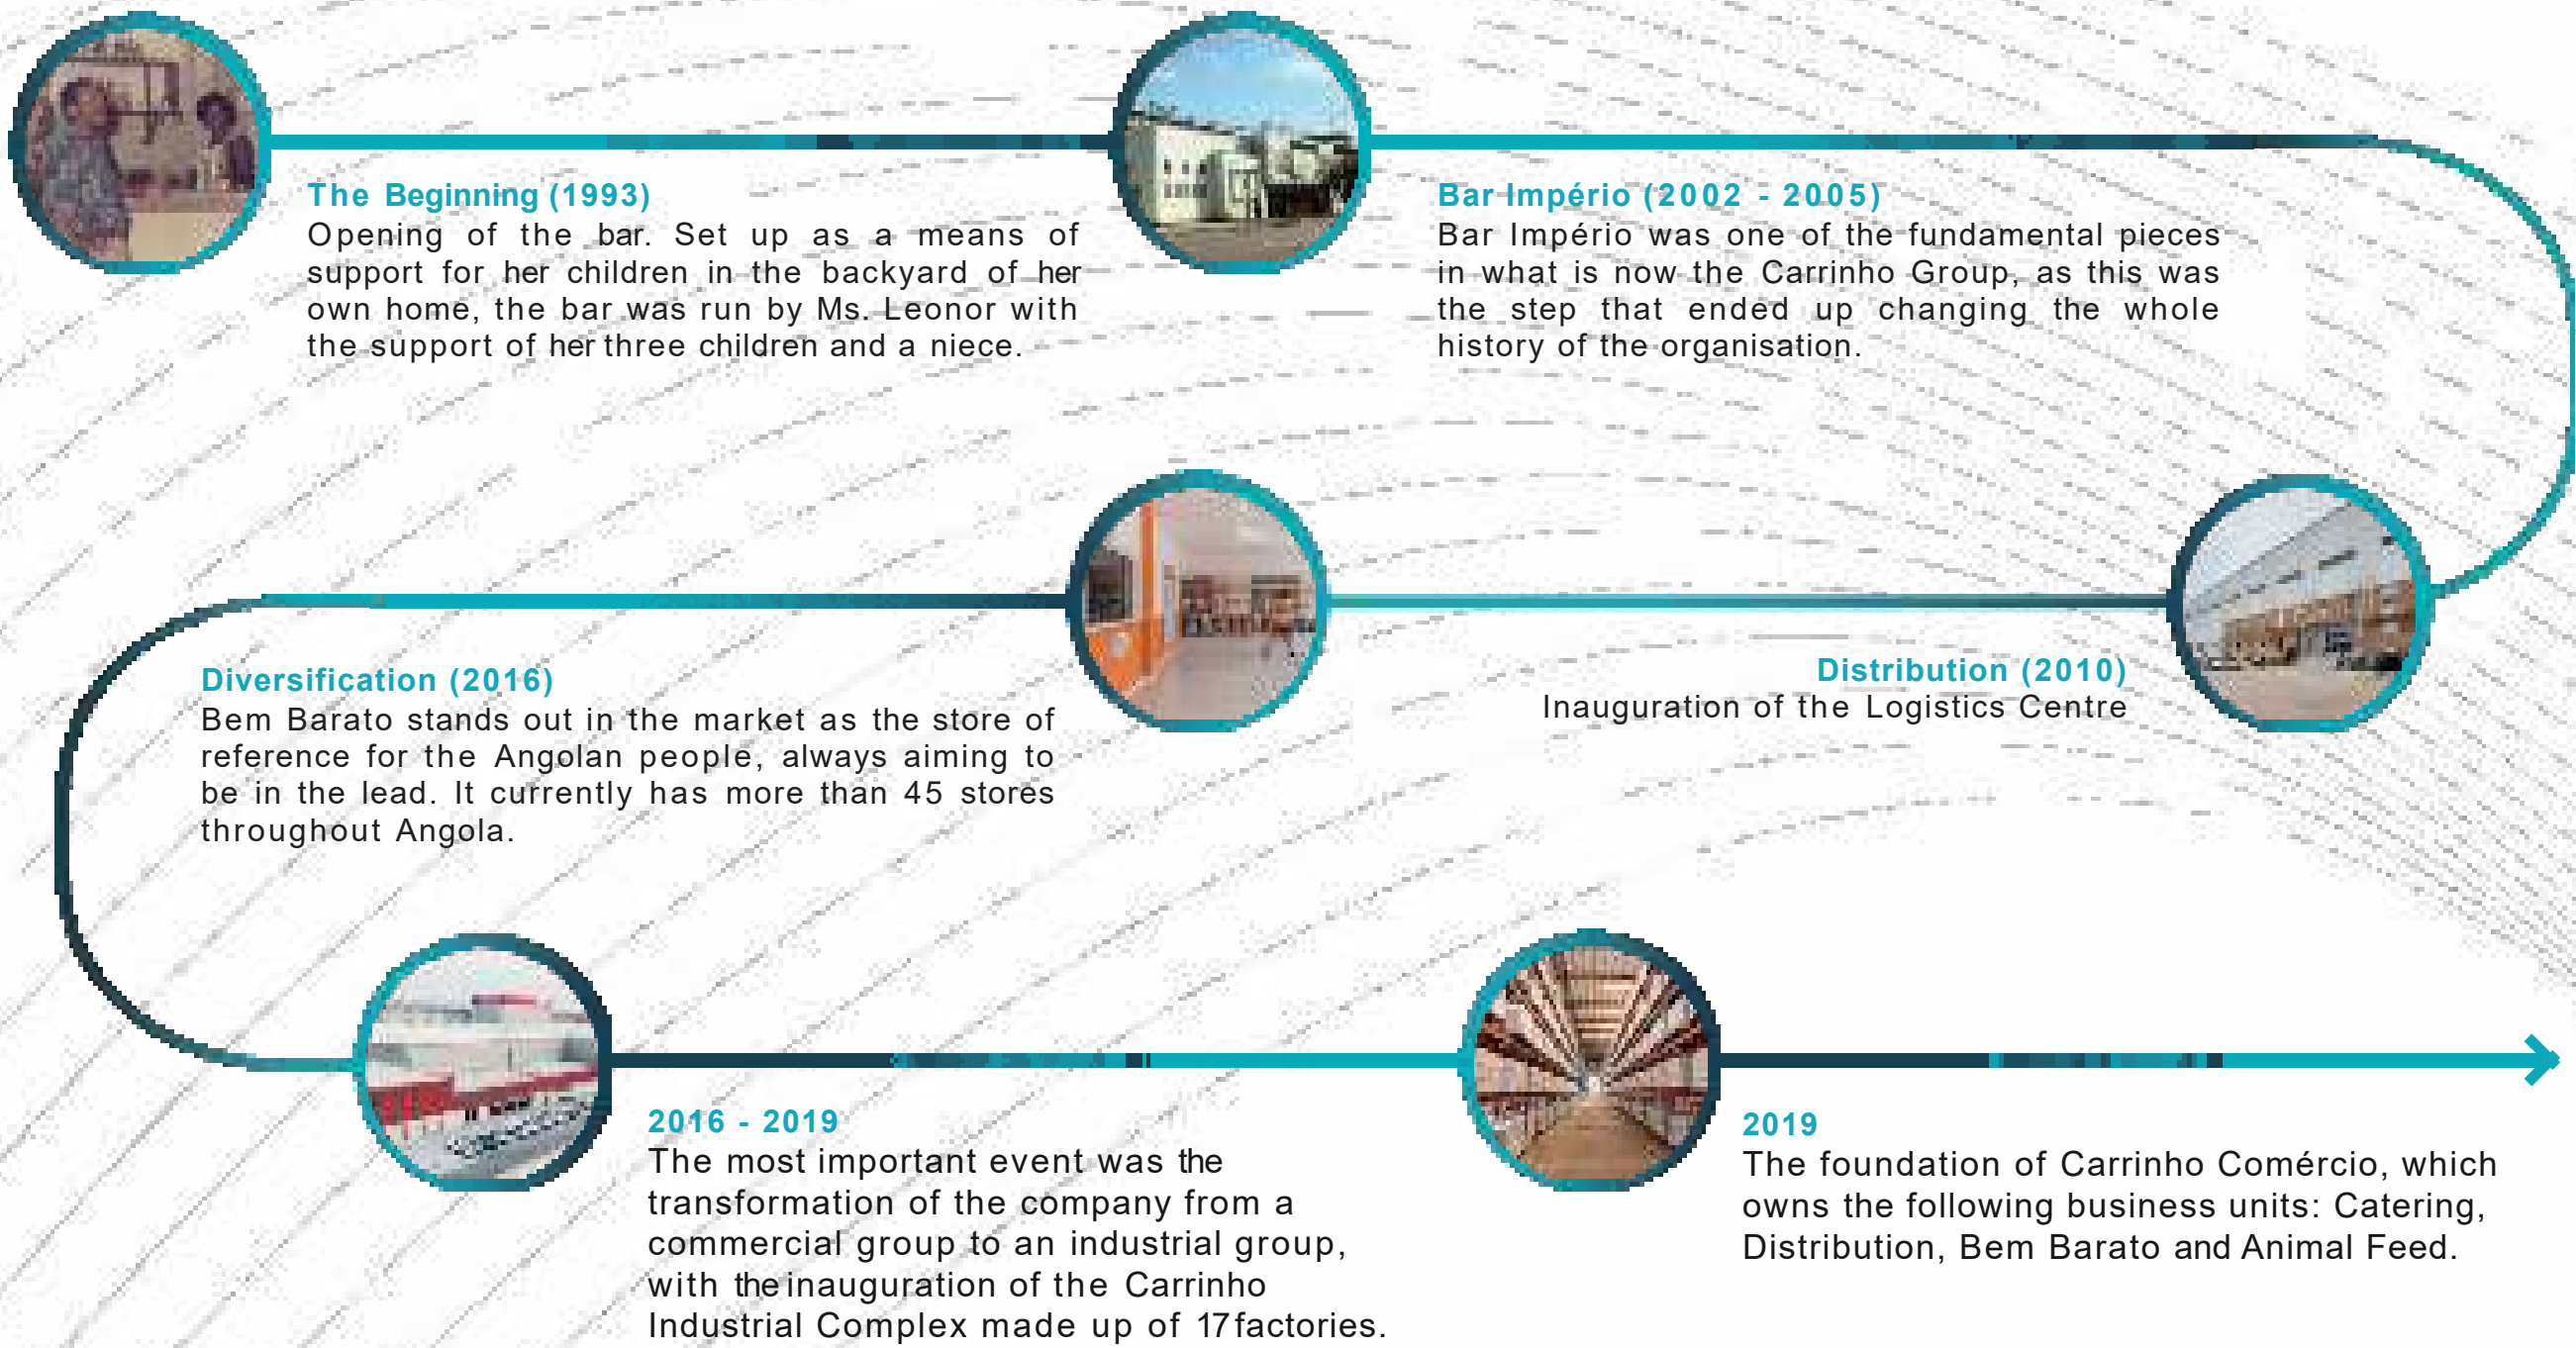 The Beginning (1993)
Opening of the bar. Set up as a means of
support for her children in the backyard of her
own home, the bar was run by Ms. Leonor with
the support of her three children and a niece.
Bar Império (2002 - 2005)
Bar Império was one of the fundamental pieces
in what is now the Carrinho Group, as this was
the step that ended up changing the whole
history of the organisation.
Distribution (2010)
Inauguration of the Logistics Centre
Diversification (2016)
Bem Barato stands out in the market as the store of
reference for the Angolan people, always aiming to
be in the lead. It currently has more than 45 stores
throughout Angola.
2016 - 2019
The most important event was the
transformation of the company from a
commercial group to an industrial group,
with the inauguration of the Carrinho
Industrial Complex made up of 17 factories.
2019
The foundation of Carrinho Comércio, which
owns the following business units: Catering,
Distribution, Bem Barato and Animal Feed.